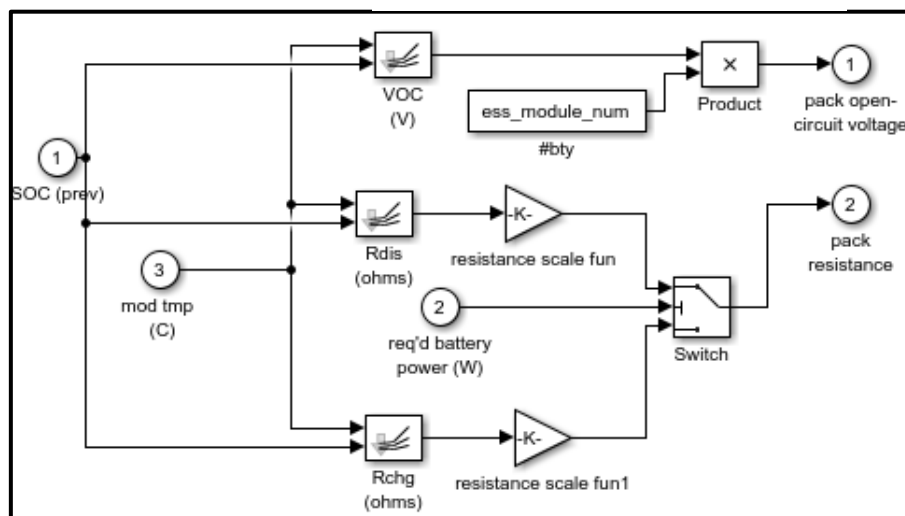 VOC
(V)
×
Product
1
pack open-
circuit voltage
ess_module_num
#bty
1
SOC (prev)
Rdis
(ohms)
-K-
resistance scale fun
2
pack
resistance
3
mod tmp
(C)
2
req'd battery
power (W)
Switch
Rchg
(ohms)
-K-
resistance scale fun1